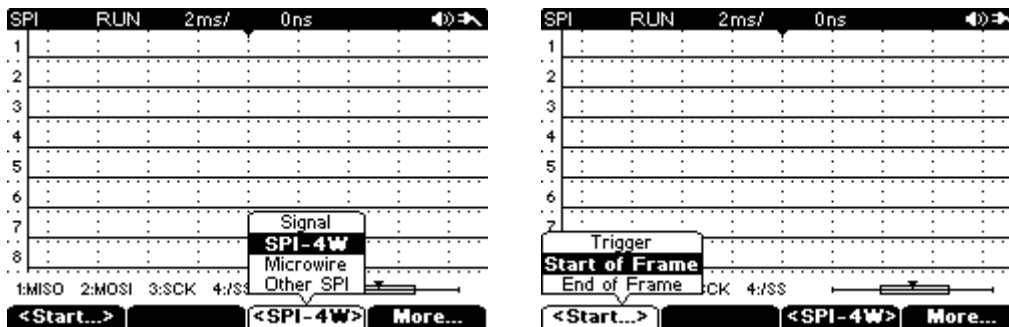 SPI RUN 2ms/ 0ns
1
2
3
4
5
6
7
8
Signal
SPI-4W
Microwire
Other SPI
1:MISO 2:MOSI 3:SCK 4:/SS
<Start...> <SPI-4W> More...
SPI RUN 2ms/ 0ns
1
2
3
4
5
6
7
Trigger
Start of Frame
End of Frame
CK 4:/SS
<Start...> <SPI-4W> More...